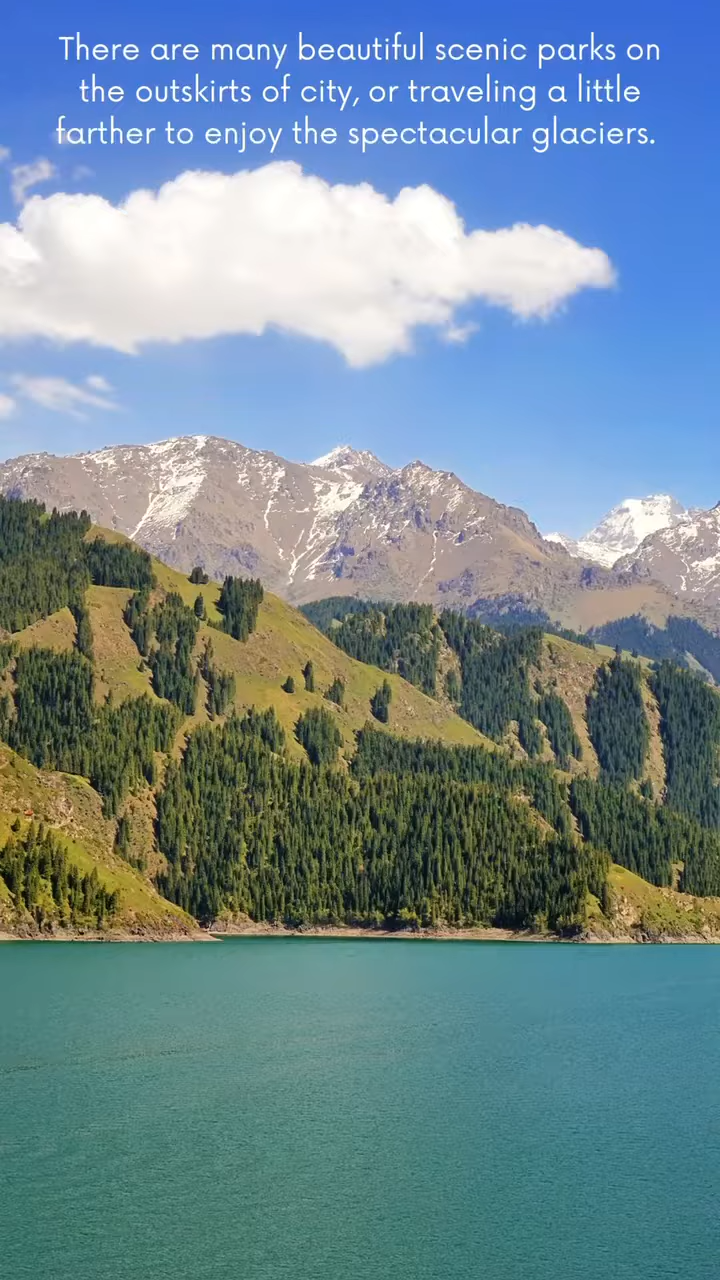 There are many beautiful scenic parks on
the outskirts of city, or traveling a little
farther to enjoy the spectacular glaciers.